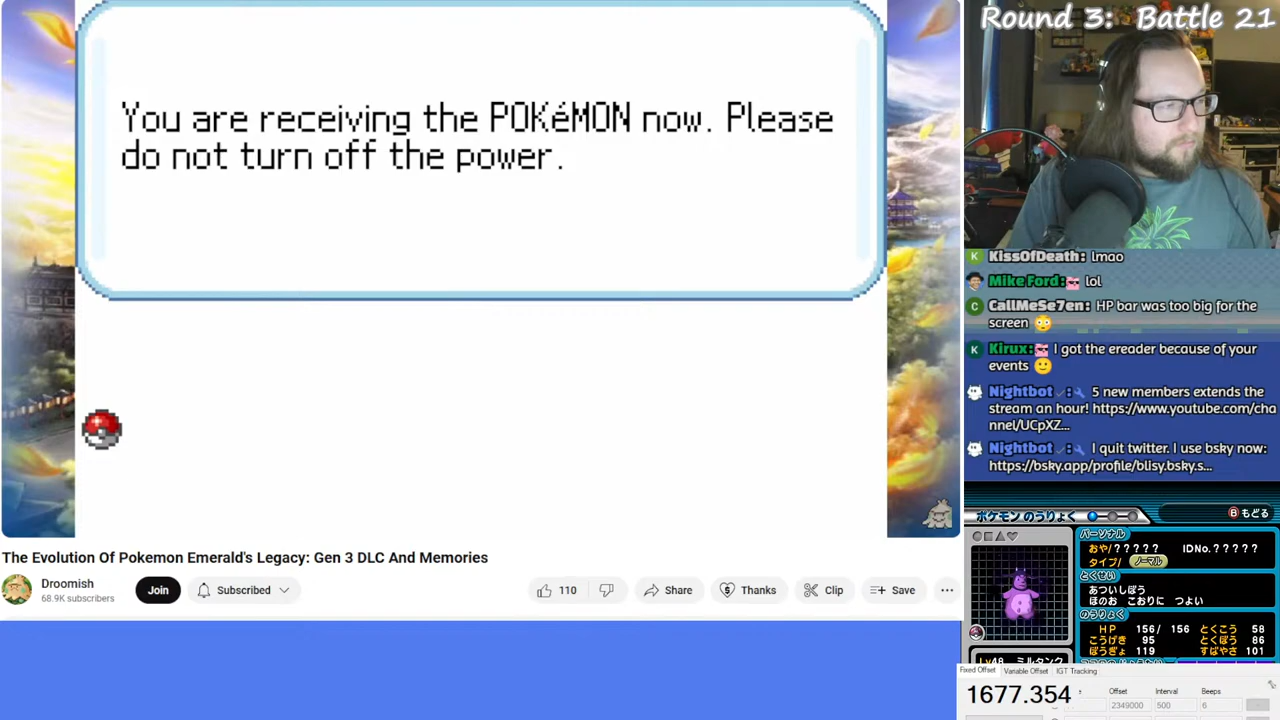 You are receiving the POKéMON now. Please
do not turn off the power.
The Evolution Of Pokemon Emerald's Legacy: Gen 3 DLC And Memories
Droomish
68.9K subscribers
Join
Subscribed
110
Share
Thanks
Clip
Save
Round 3: Battle 21
K KissOfDeath: lmao
Mike Ford: lol
C CallMeSe7en: HP bar was too big for the
screen
K Kirux: I got the ereader because of your
events
Nightbot : 5 new members extends the
stream an hour! https://www.youtube.com/cha
nnel/UCpXZ...
Nightbot : I quit twitter. I use bsky now:
https://bsky.app/profile/blisy.bsky.s...
ポケモン のうりょく
B もどる
パーソナル
おや/????? IDNo.?????
タイプ/ ノーマル
とくせい
あついしぼう
ほのお こおりに つよい
のうりょく
HP 156/ 156 とくこう 58
こうげき 95 とくぼう 86
ぼうぎょ 119 すばやさ 101
Lv48 ミルタンク
Fixed Offset Variable Offset IGT Tracking
1677.354
Offset Interval Beeps
2349000 500 6